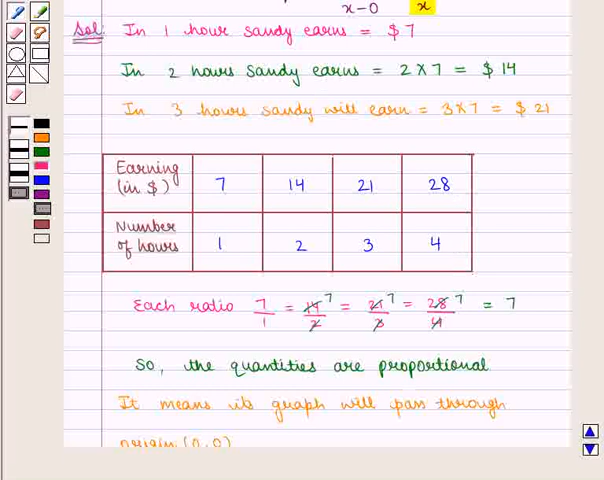 x-0 x
Sol: In 1 hour sandy earns = $ 7
In 2 hours sandy earns = 2 x 7 = $ 14
In 3 hours sandy will earn = 3 x 7 = $ 21
Earning (in $) 7 14 21 28
Number of hours 1 2 3 4
Each ratio 7/1 = 14/2 7 = 21/3 7 = 28/4 7 = 7
So, the quantities are proportional
It means its graph will pass through
origin (0,0)